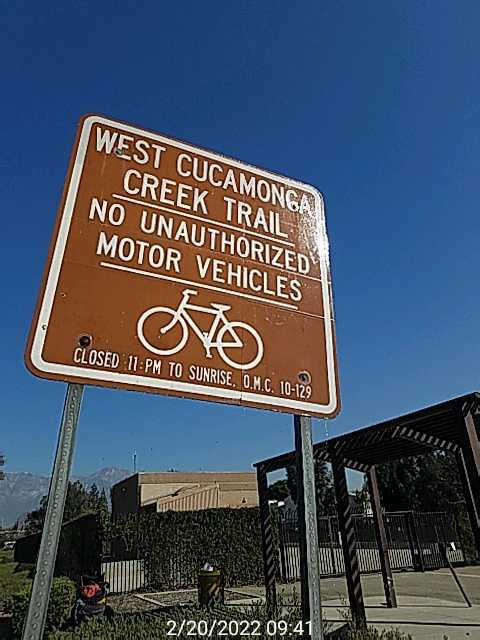 WEST CUCAMONGA
CREEK TRAIL
NO UNAUTHORIZED
MOTOR VEHICLES
CLOSED 11:PM TO SUNRISE, O.M.C. 10-129
2/20/2022 09:41